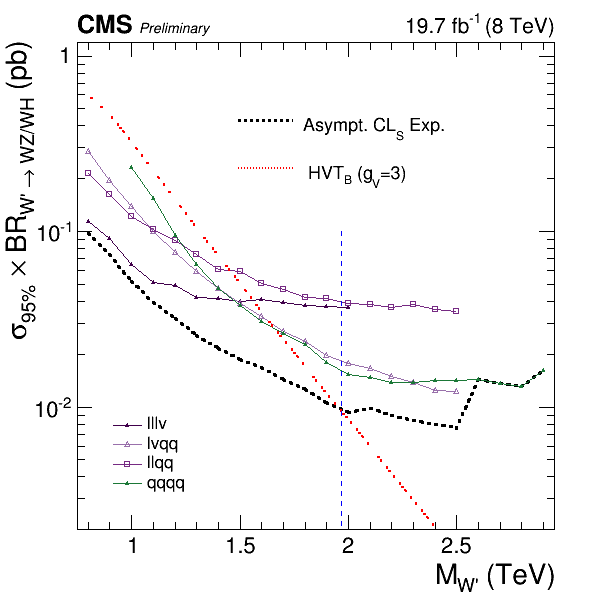 CMS Preliminary 19.7 fb⁻¹ (8 TeV)
σ95% × BRW' → WZ/WH (pb)
1
10⁻¹
10⁻²
Asympt. CLS Exp.
HVTB (gV=3)
lllν
lνqq
llqq
qqqq
1 1.5 2 2.5
MW' (TeV)